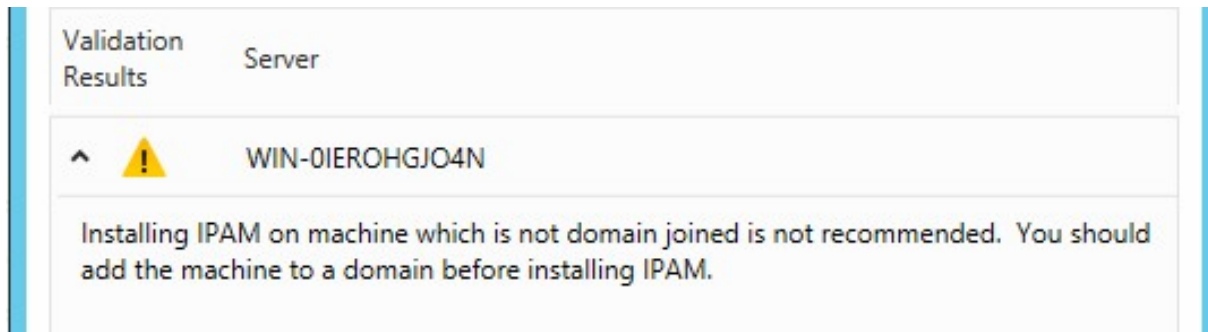 Validation
Results
Server
WIN-0IEROHGJO4N
Installing IPAM on machine which is not domain joined is not recommended.  You should
add the machine to a domain before installing IPAM.